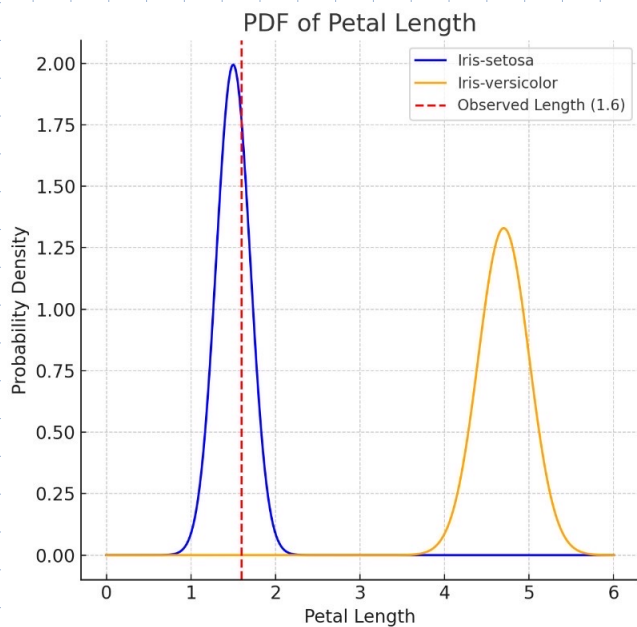 PDF of Petal Length
Iris-setosa
Iris-versicolor
Observed Length (1.6)
Probability Density
2.00
1.75
1.50
1.25
1.00
0.75
0.50
0.25
0.00
0 1 2 3 4 5 6
Petal Length